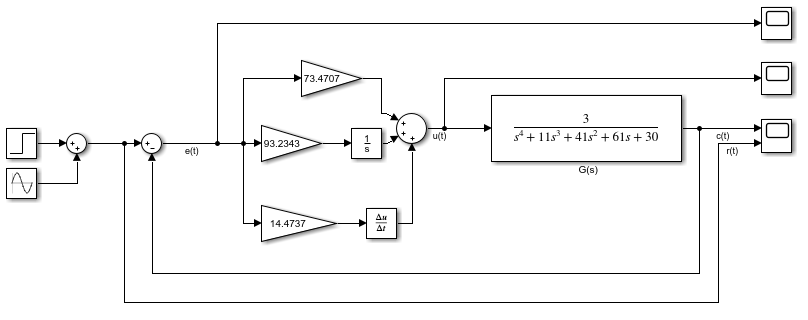 73.4707
93.2343
14.4737
1
s
Δu
Δt
+
+
+
+
+
-
e(t)
u(t)
3
s⁴ + 11s³ + 41s² + 61s + 30
G(s)
c(t)
r(t)